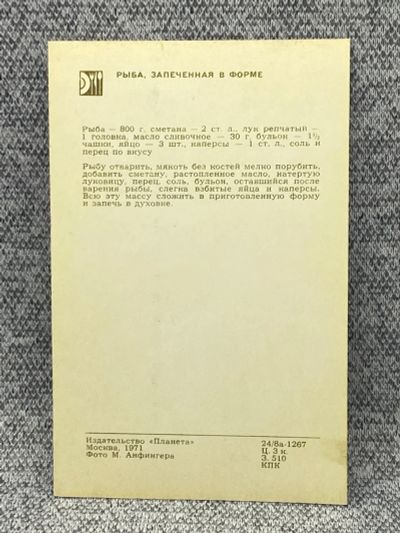 РЫБА, ЗАПЕЧЕННАЯ В ФОРМЕ
Рыба — 800 г, сметана — 2 ст. л., лук репчатый —
1 головка, масло сливочное — 30 г, бульон — 1½
чашки, яйцо — 3 шт., каперсы — 1 ст. л., соль и
перец по вкусу
Рыбу отварить, мякоть без костей мелко порубить,
добавить сметану, растопленное масло, натертую
луковицу, перец, соль, бульон, оставшийся после
варения рыбы, слегка взбитые яйца и каперсы.
Всю эту массу сложить в приготовленную форму
и запечь в духовке.
Издательство «Планета»
Москва, 1971
Фото М. Анфингера
24/8а-1267
Ц. 3 к.
З. 510
КПК